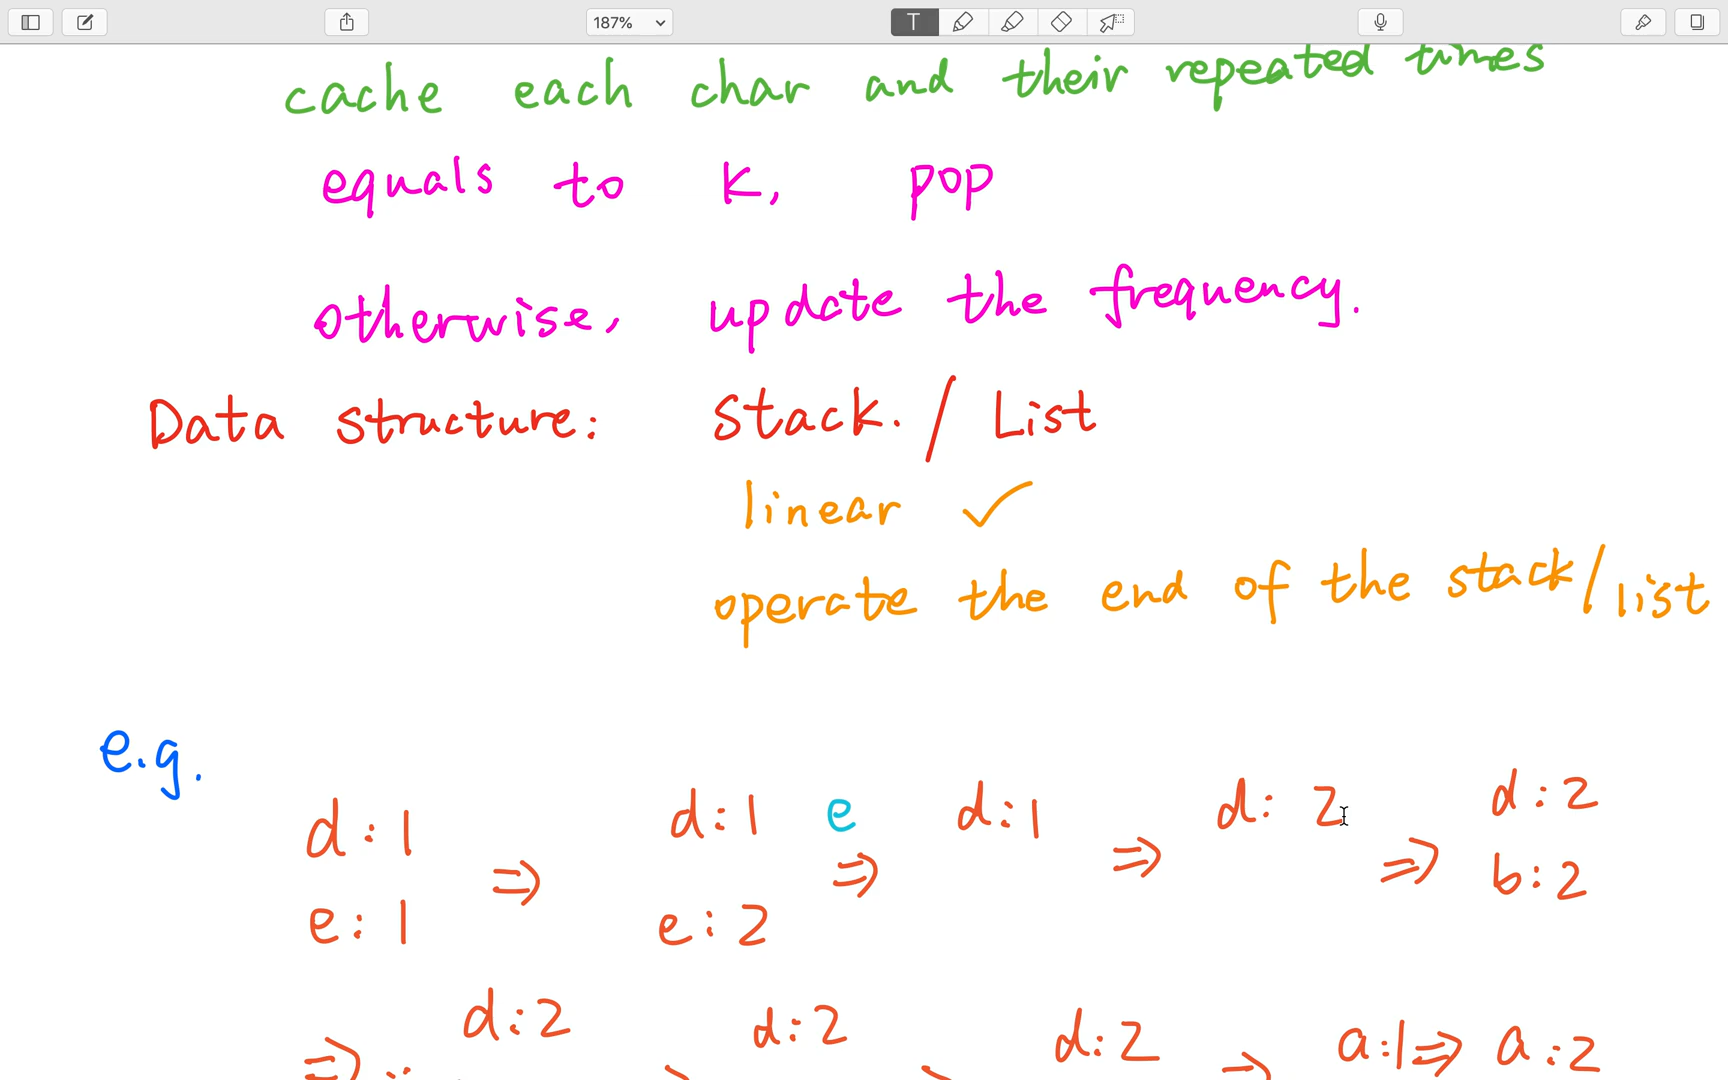 187%
T
cache each char and their repeated times
equals to k, pop
otherwise, update the frequency.
Data structure: Stack. / List
linear ✓
operate the end of the stack/list
e.g.
d:1 d:1 e d:1 d: 2 d:2
⇒ ⇒ ⇒ ⇒ b:2
e:1 e:2
d:2 d:2 d:2 a:1⇒ a:2